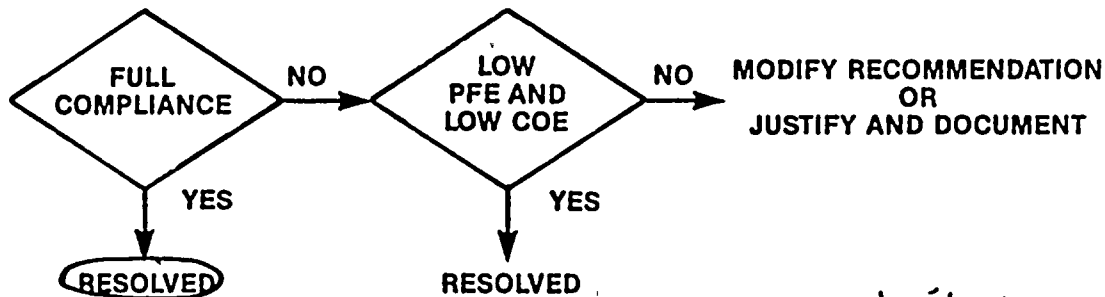 FULL
COMPLIANCE
NO
LOW
PFE AND
LOW COE
NO
MODIFY RECOMMENDATION
OR
JUSTIFY AND DOCUMENT
YES
YES
RESOLVED
RESOLVED